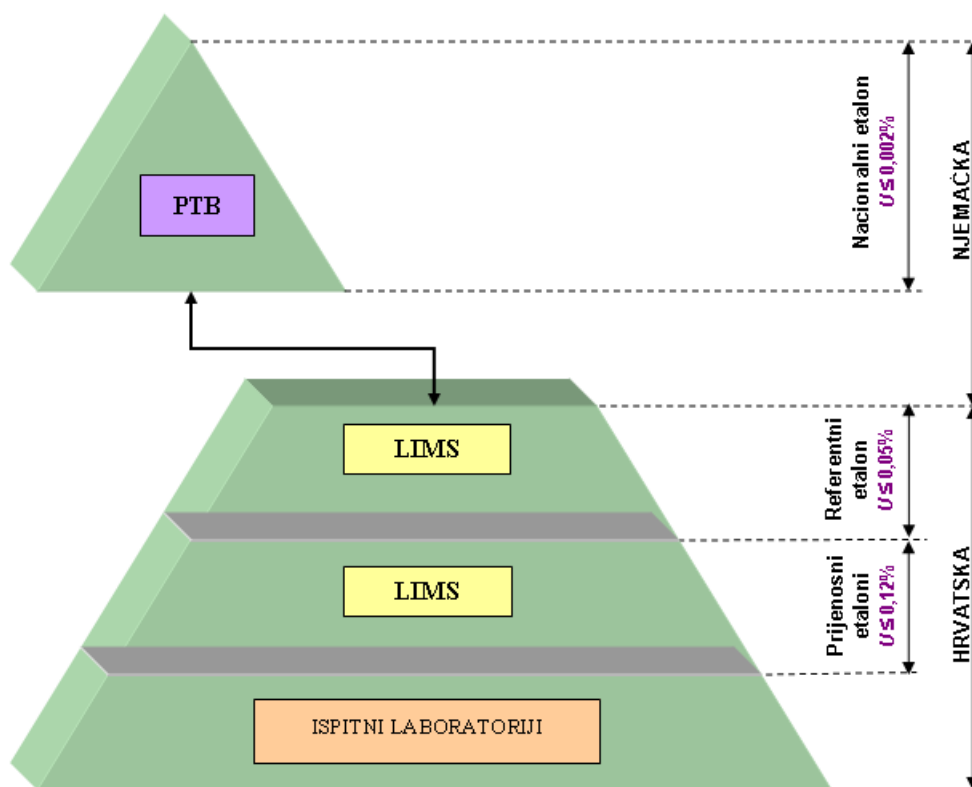 PTB
Nacionalni etalon
U ≤ 0,002%
NJEMAČKA
LIMS
Referentni
etalon
U ≤ 0,05%
LIMS
Prijenosni
etaloni
U ≤ 0,12%
HRVATSKA
ISPITNI LABORATORIJI